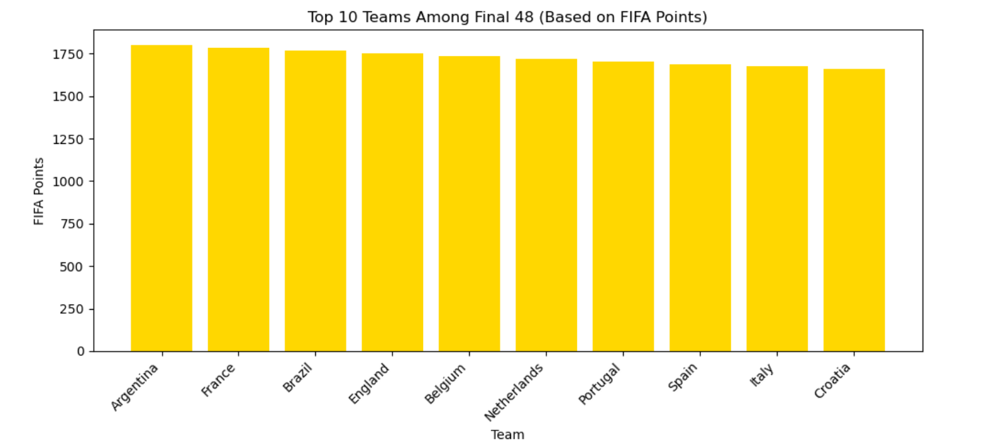 Top 10 Teams Among Final 48 (Based on FIFA Points)
FIFA Points
1750
1500
1250
1000
750
500
250
0
Argentina
France
Brazil
England
Belgium
Netherlands
Portugal
Spain
Italy
Croatia
Team